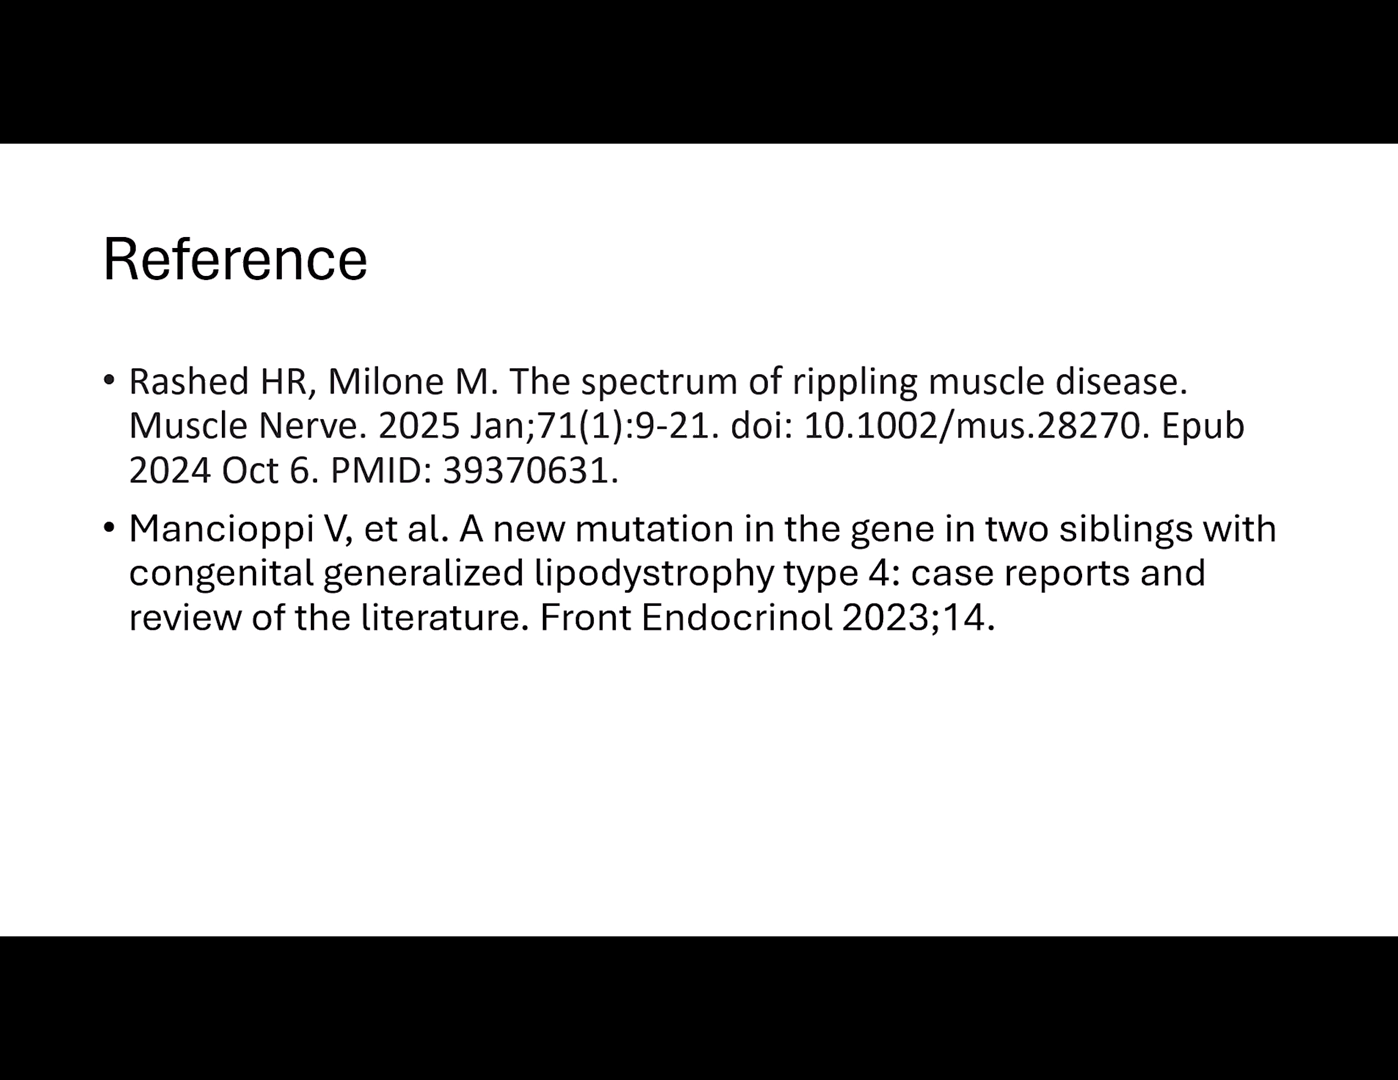 Reference
• Rashed HR, Milone M. The spectrum of rippling muscle disease.
Muscle Nerve. 2025 Jan;71(1):9-21. doi: 10.1002/mus.28270. Epub
2024 Oct 6. PMID: 39370631.
• Mancioppi V, et al. A new mutation in the gene in two siblings with
congenital generalized lipodystrophy type 4: case reports and
review of the literature. Front Endocrinol 2023;14.